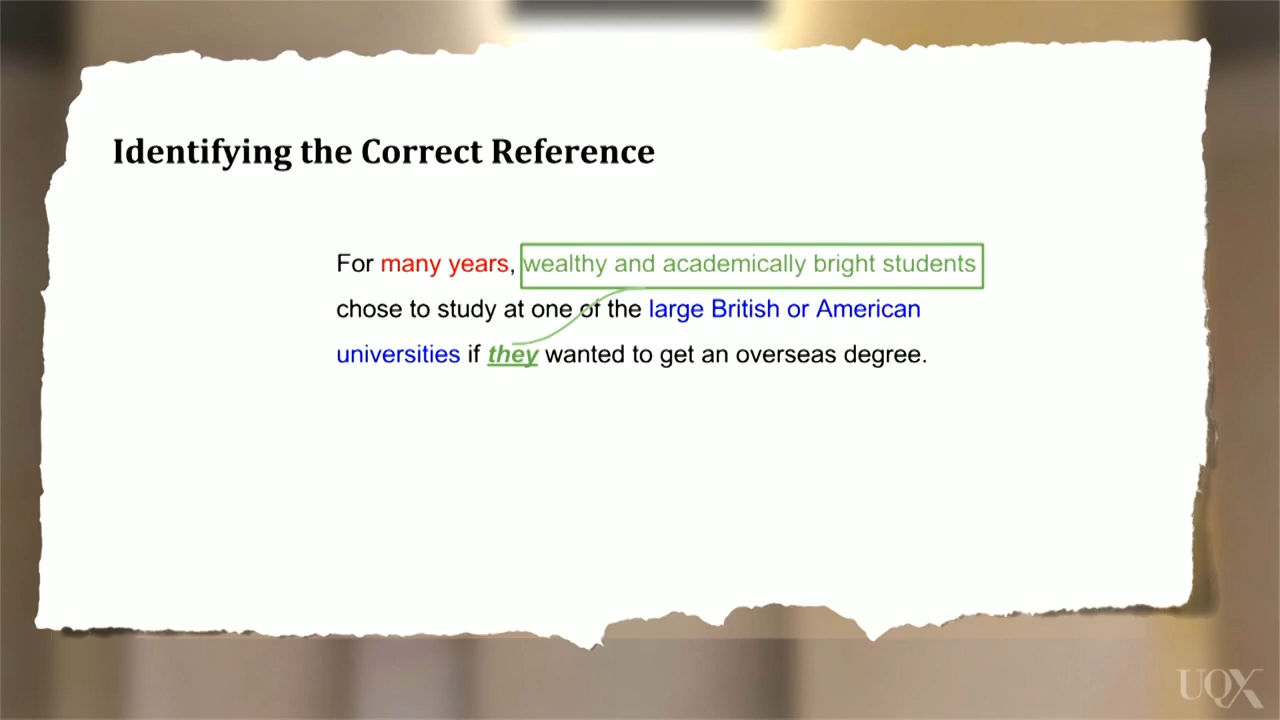 Identifying the Correct Reference
For many years, wealthy and academically bright students
chose to study at one of the large British or American
universities if they wanted to get an overseas degree.
UQX